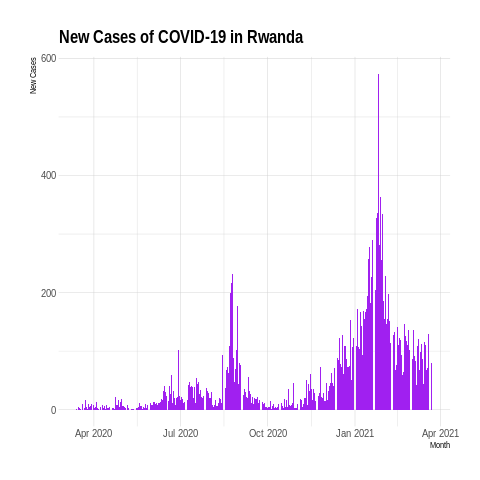 New Cases of COVID-19 in Rwanda
New Cases
600
400
200
0
Apr 2020
Jul 2020
Oct 2020
Jan 2021
Apr 2021
Month